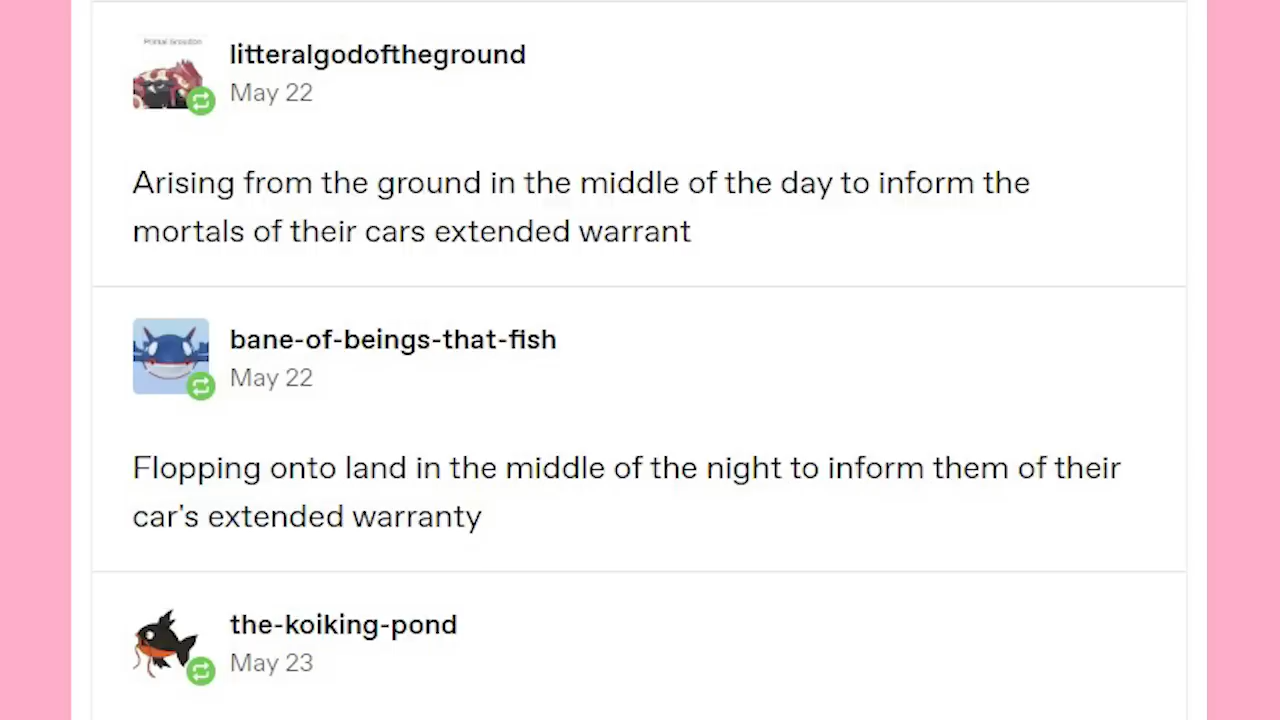 Primal Groudon
litteralgodoftheground
May 22
Arising from the ground in the middle of the day to inform the
mortals of their cars extended warrant
bane-of-beings-that-fish
May 22
Flopping onto land in the middle of the night to inform them of their
car's extended warranty
the-koiking-pond
May 23